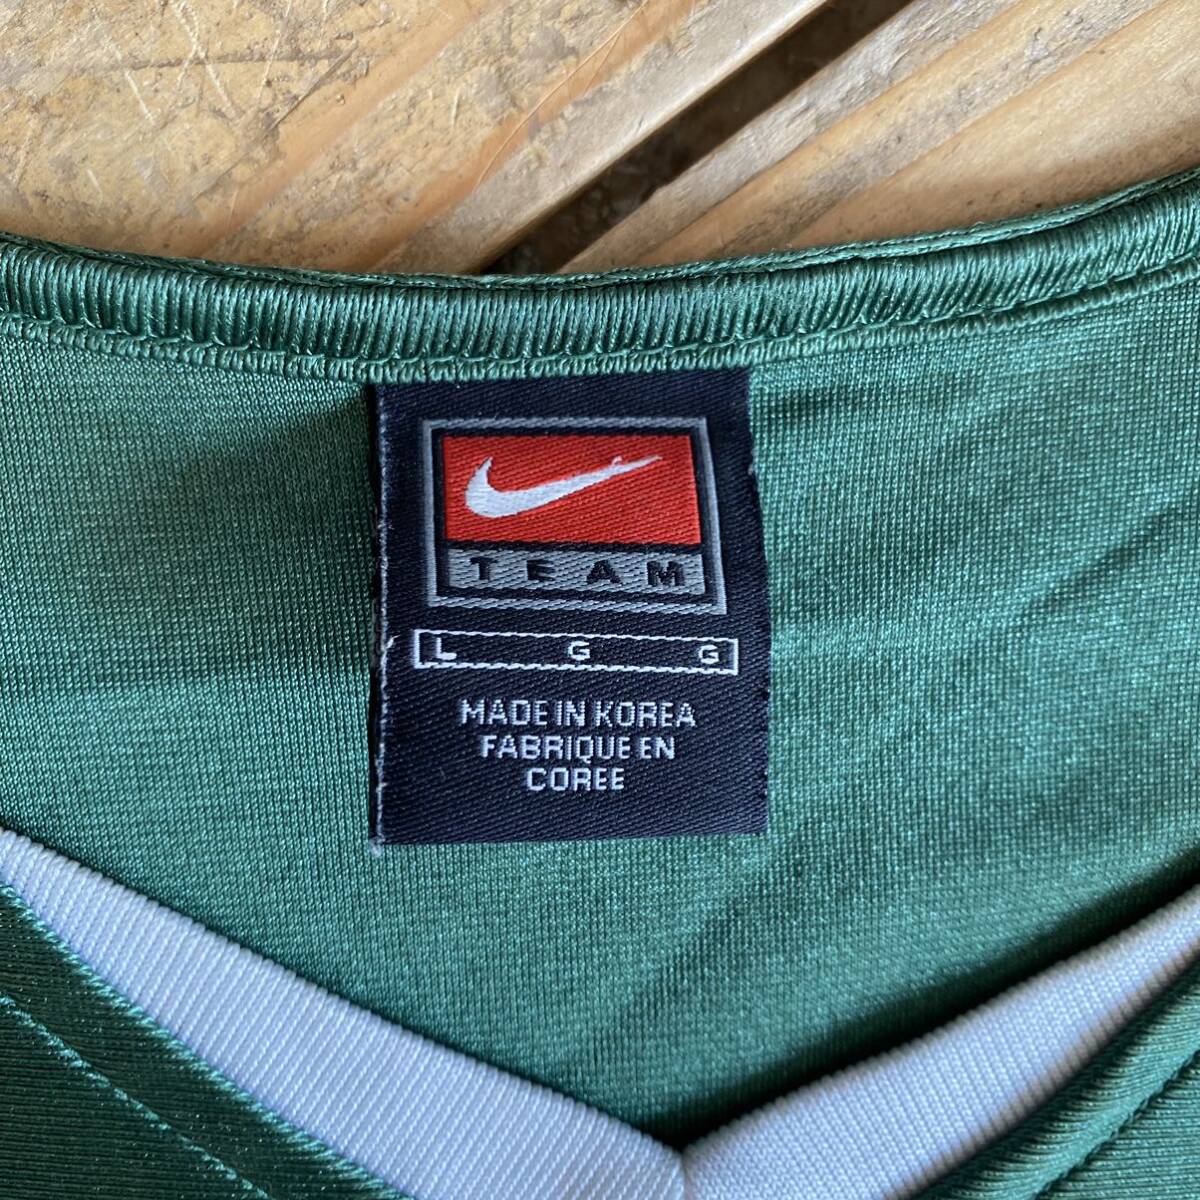 TEAM
L G G
MADE IN KOREA
FABRIQUE EN
COREE